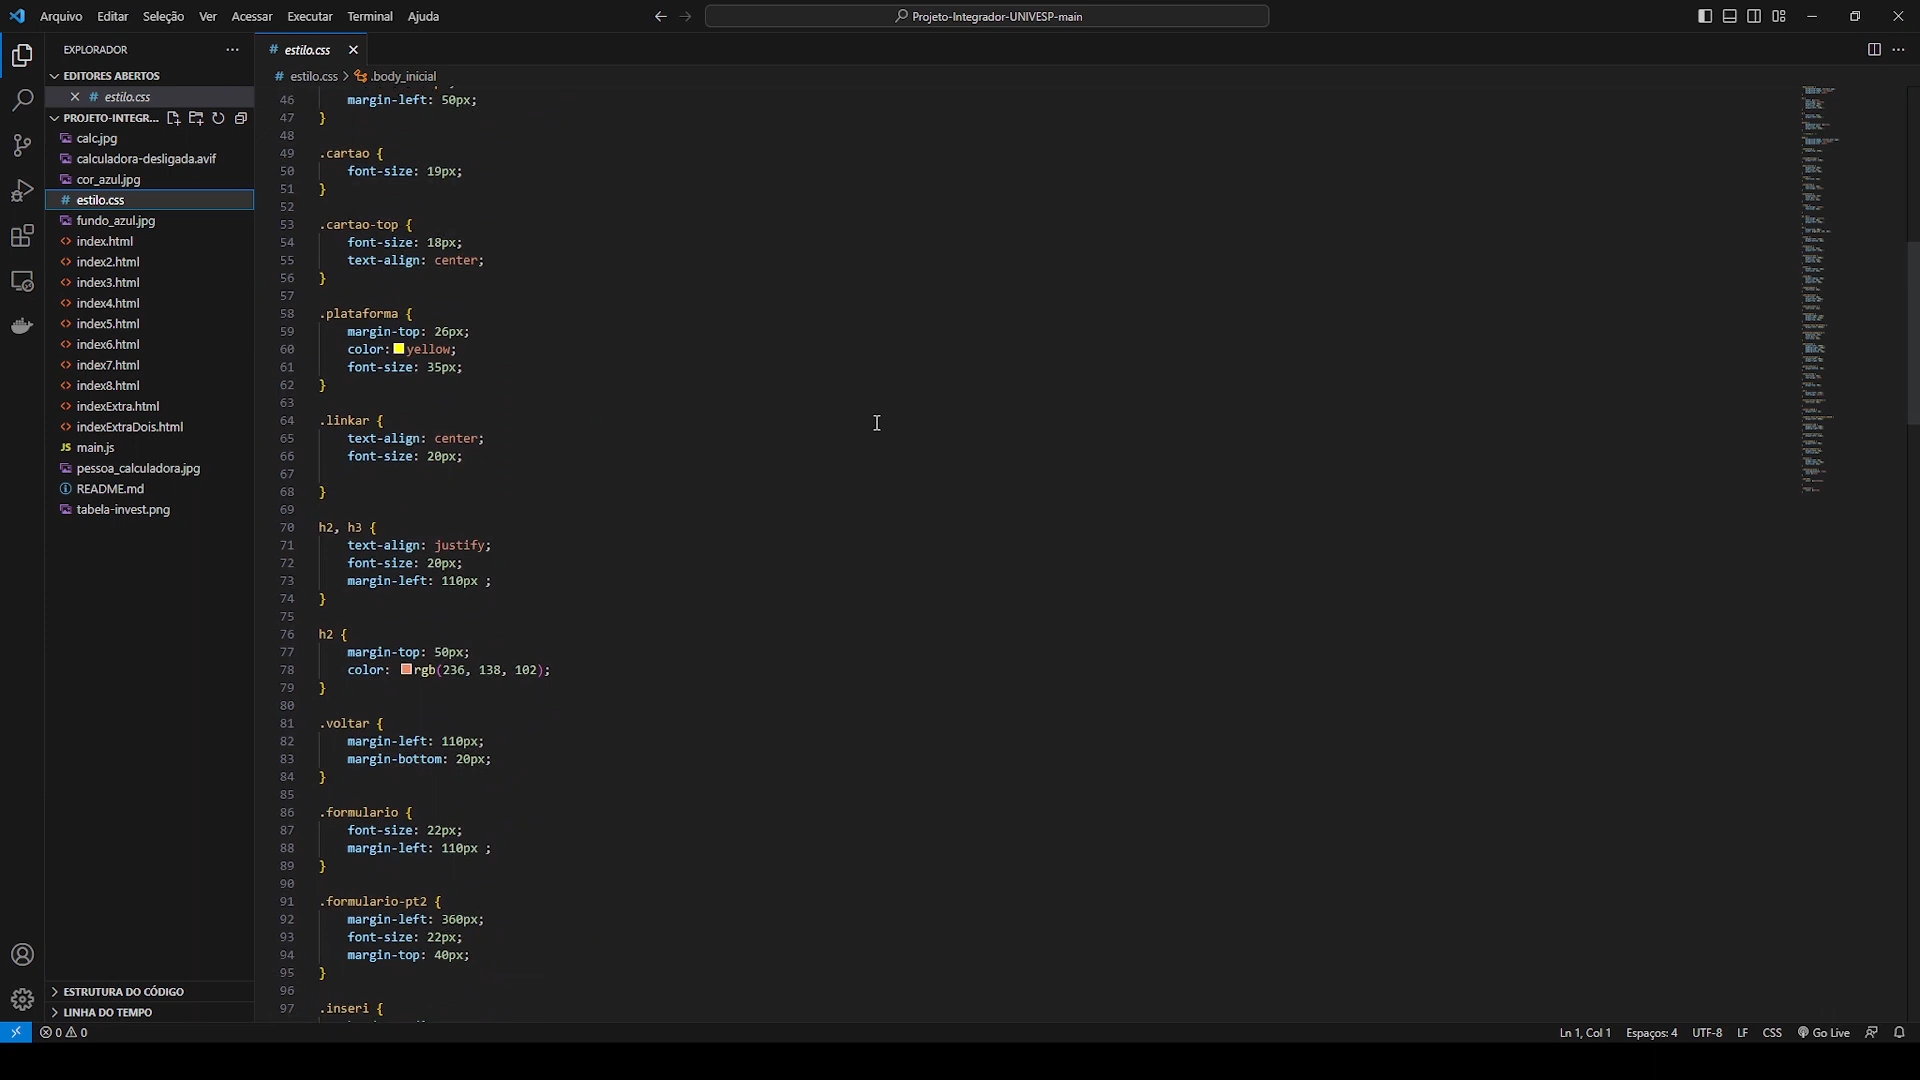 Arquivo Editar Seleção Ver Acessar Executar Terminal Ajuda
Projeto-Integrador-UNIVESP-main
EXPLORADOR
EDITORES ABERTOS
# estilo.css
PROJETO-INTEGR...
calc.jpg
calculadora-desligada.avif
cor_azul.jpg
# estilo.css
fundo_azul.jpg
<> index.html
<> index2.html
<> index3.html
<> index4.html
<> index5.html
<> index6.html
<> index7.html
<> index8.html
<> indexExtra.html
<> indexExtraDois.html
JS main.js
pessoa_calculadora.jpg
README.md
tabela-invest.png
ESTRUTURA DO CÓDIGO
LINHA DO TEMPO
# estilo.css
# estilo.css > .body_inicial
46 margin-left: 50px;
47 }
48
49 .cartao {
50 font-size: 19px;
51 }
52
53 .cartao-top {
54 font-size: 18px;
55 text-align: center;
56 }
57
58 .plataforma {
59 margin-top: 26px;
60 color: yellow;
61 font-size: 35px;
62 }
63
64 .linkar {
65 text-align: center;
66 font-size: 20px;
67
68 }
69
70 h2, h3 {
71 text-align: justify;
72 font-size: 20px;
73 margin-left: 110px ;
74 }
75
76 h2 {
77 margin-top: 50px;
78 color: rgb(236, 138, 102);
79 }
80
81 .voltar {
82 margin-left: 110px;
83 margin-bottom: 20px;
84 }
85
86 .formulario {
87 font-size: 22px;
88 margin-left: 110px ;
89 }
90
91 .formulario-pt2 {
92 margin-left: 360px;
93 font-size: 22px;
94 margin-top: 40px;
95 }
96
97 .inseri {
0 0
Ln 1, Col 1 Espaços: 4 UTF-8 LF CSS Go Live